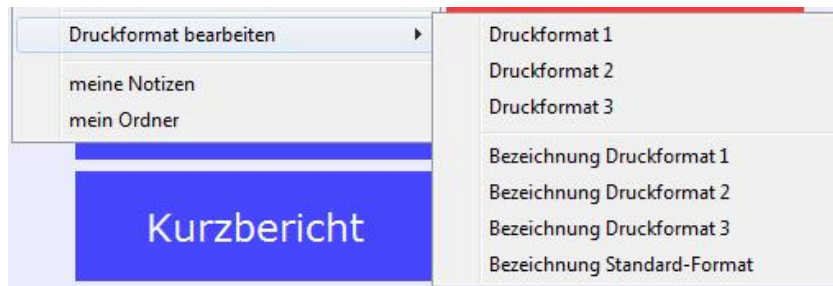 Druckformat bearbeiten
meine Notizen
mein Ordner
Kurzbericht
Druckformat 1
Druckformat 2
Druckformat 3
Bezeichnung Druckformat 1
Bezeichnung Druckformat 2
Bezeichnung Druckformat 3
Bezeichnung Standard-Format